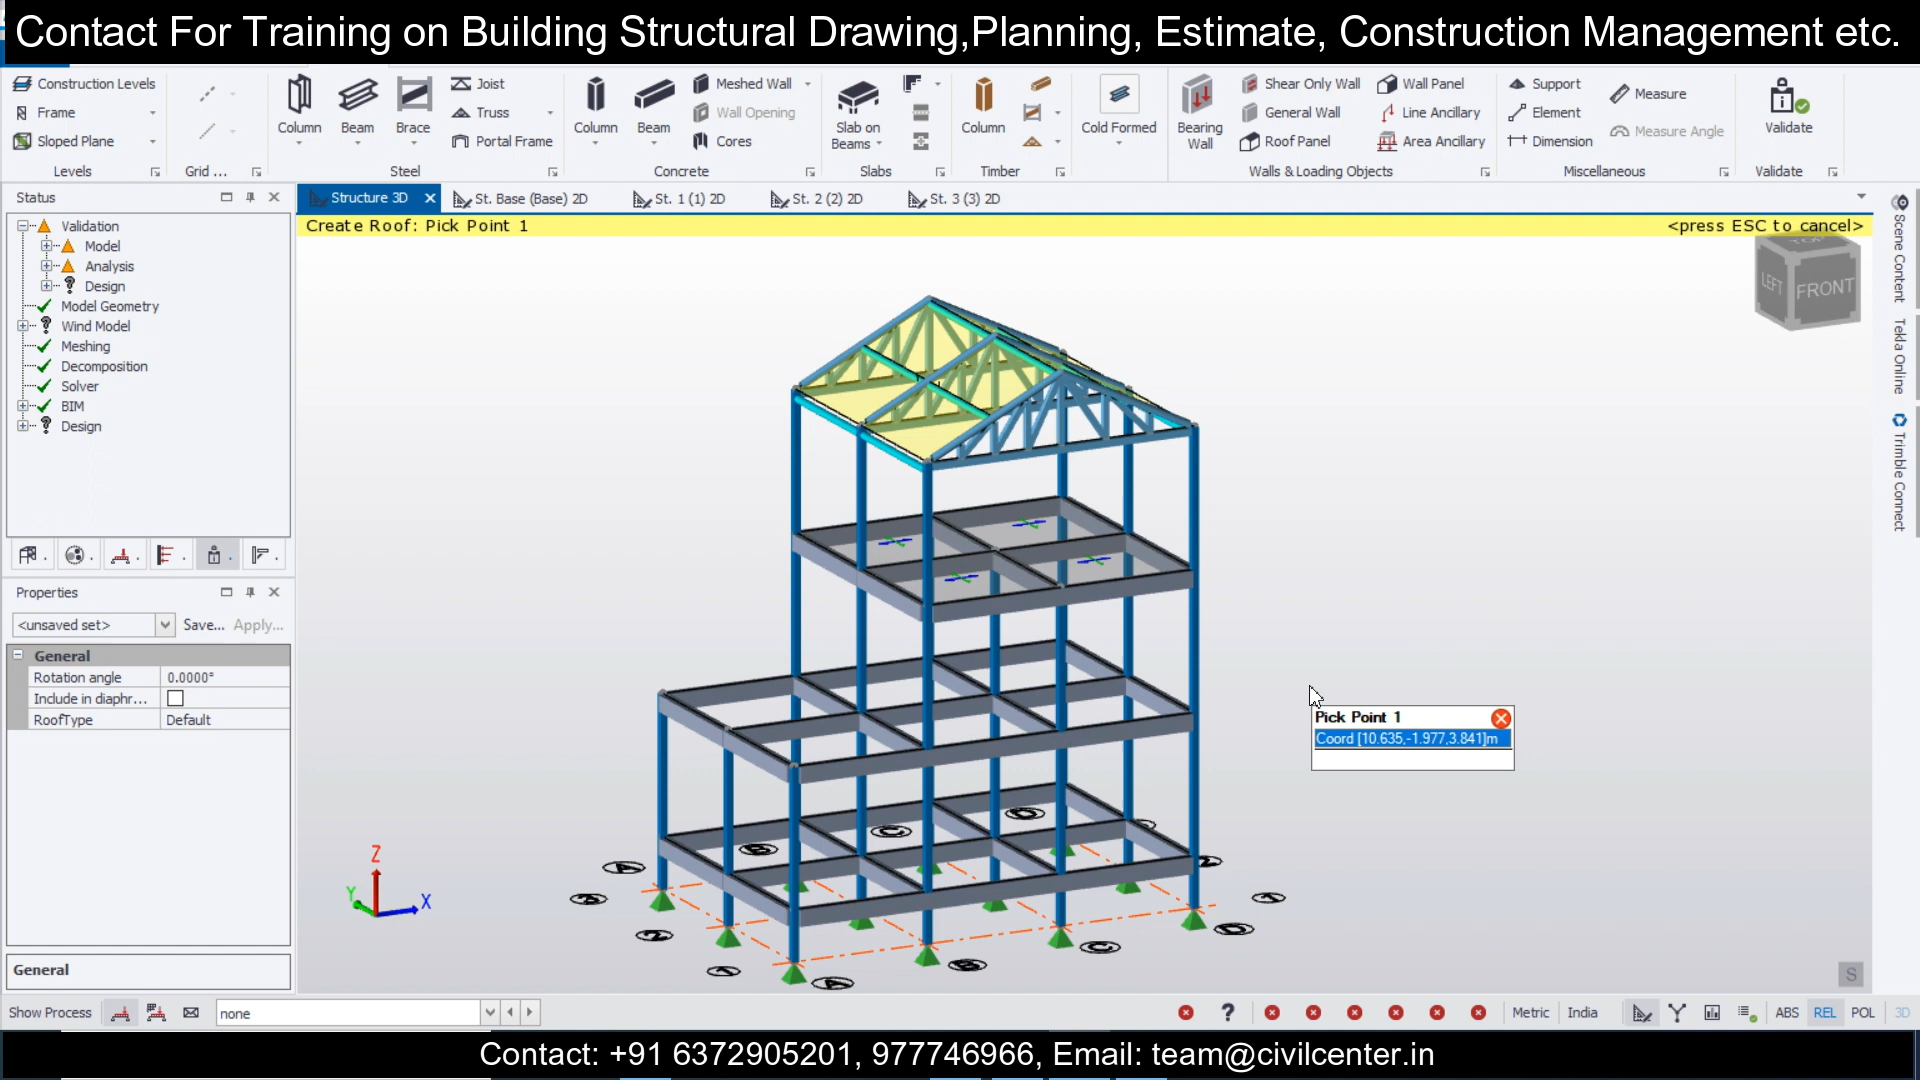 Contact For Training on Building Structural Drawing,Planning, Estimate, Construction Management etc.
Construction Levels
Frame
Sloped Plane
Levels
Grid ...
Column
Beam
Brace
Joist
Truss
Portal Frame
Steel
Column
Beam
Meshed Wall
Wall Opening
Cores
Concrete
Slab on
Beams
Slabs
Column
Timber
Cold Formed
Bearing
Wall
Shear Only Wall
General Wall
Roof Panel
Wall Panel
Line Ancillary
Area Ancillary
Walls & Loading Objects
Support
Element
Dimension
Measure
Measure Angle
Miscellaneous
Validate
Validate
Status
Structure 3D
St. Base (Base) 2D
St. 1 (1) 2D
St. 2 (2) 2D
St. 3 (3) 2D
Create Roof: Pick Point 1
<press ESC to cancel>
Validation
Model
Analysis
Design
Model Geometry
Wind Model
Meshing
Decomposition
Solver
BIM
Design
TOP
LEFT
FRONT
Scene Content
Tekla Online
Trimble Connect
Properties
<unsaved set>
Save...
Apply...
General
Rotation angle
0.0000°
Include in diaphr...
RoofType
Default
Pick Point 1
Coord [10.635,-1.977,3.841]m
Z
Y
X
A
B
C
D
3
2
1
A
B
C
D
1
2
S
General
Show Process
none
?
Metric
India
ABS
REL
POL
3D
Contact: +91 6372905201, 977746966, Email: team@civilcenter.in